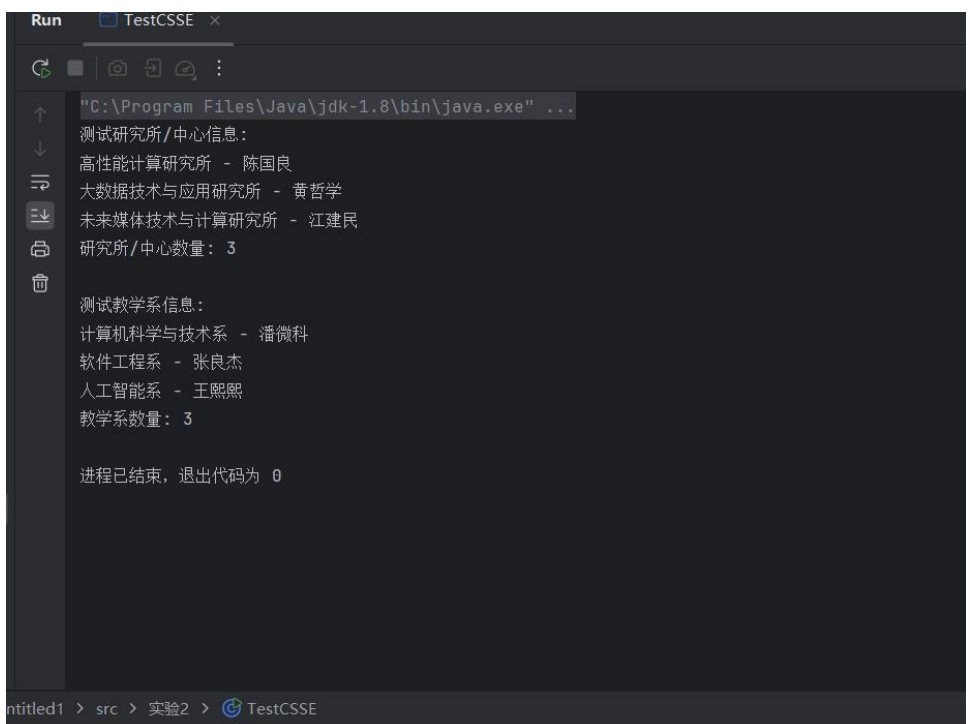 Run TestCSSE ×
"C:\Program Files\Java\jdk-1.8\bin\java.exe" ...
测试研究所/中心信息:
高性能计算研究所 - 陈国良
大数据技术与应用研究所 - 黄哲学
未来媒体技术与计算研究所 - 江建民
研究所/中心数量: 3
测试教学系信息:
计算机科学与技术系 - 潘微科
软件工程系 - 张良杰
人工智能系 - 王熙熙
教学系数量: 3
进程已结束，退出代码为 0
ntitled1 > src > 实验2 > TestCSSE